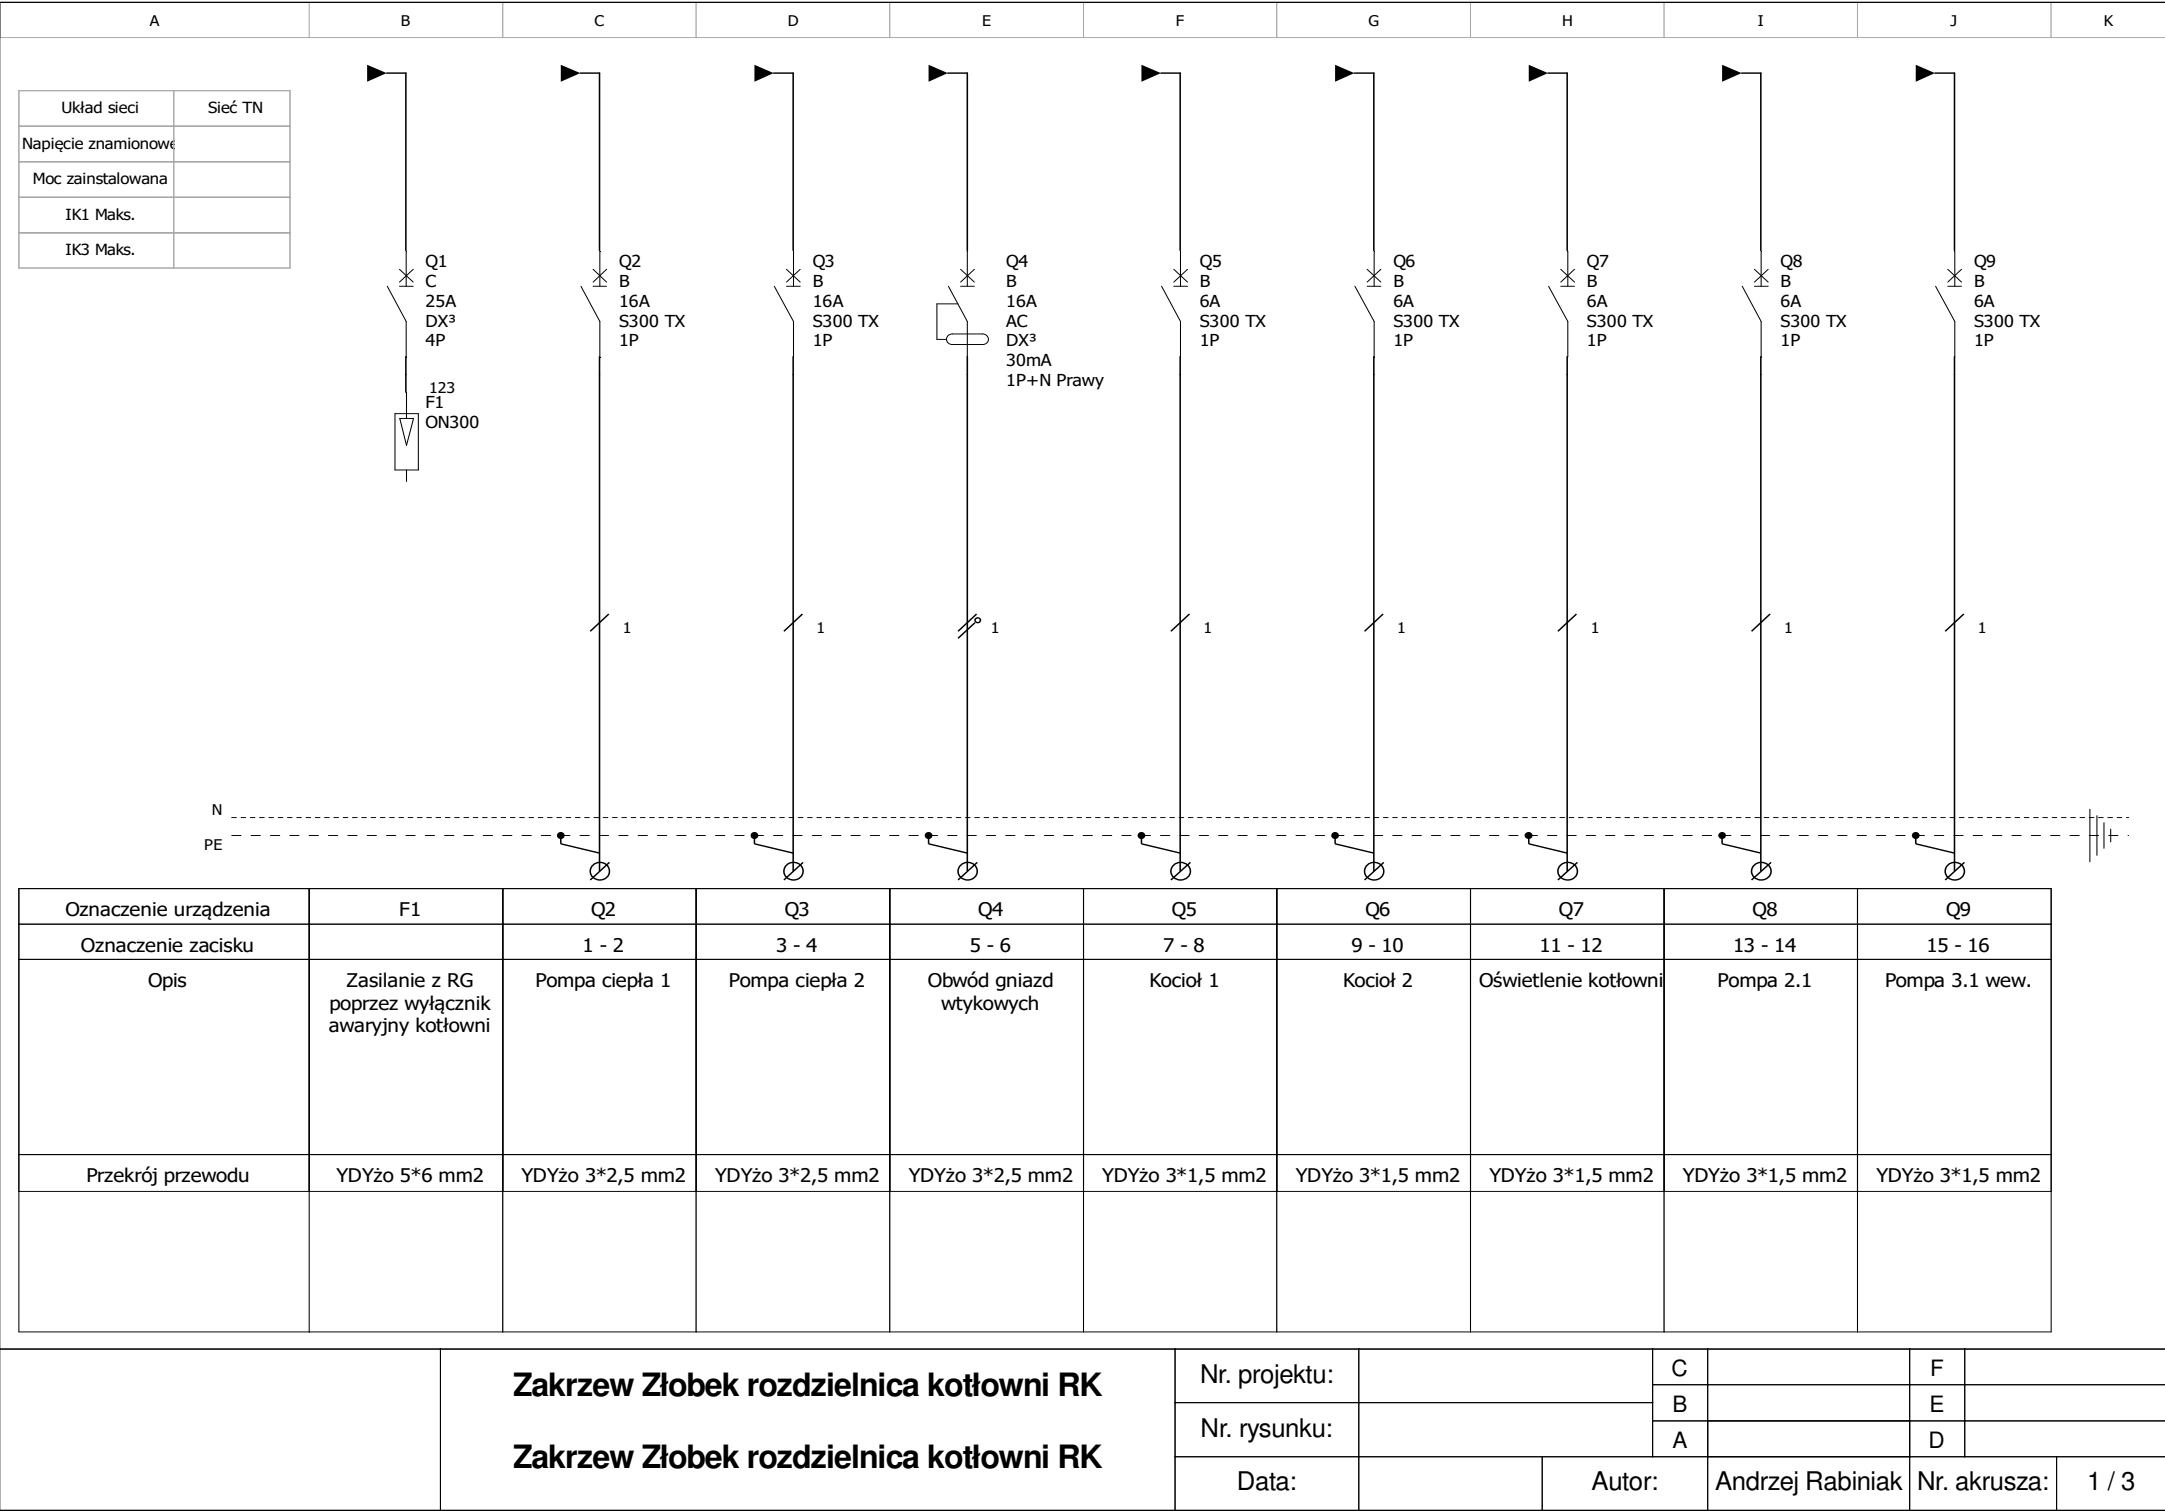 A B C D E F G H I J K
Układ sieci Sieć TN
Napięcie znamionowe
Moc zainstalowana
IK1 Maks.
IK3 Maks.
Q1
C
25A
DX³
4P
123
F1
ON300
Q2
B
16A
S300 TX
1P
Q3
B
16A
S300 TX
1P
Q4
B
16A
AC
DX³
30mA
1P+N Prawy
Q5
B
6A
S300 TX
1P
Q6
B
6A
S300 TX
1P
Q7
B
6A
S300 TX
1P
Q8
B
6A
S300 TX
1P
Q9
B
6A
S300 TX
1P
1 1 1 1 1 1 1 1
N
PE
Oznaczenie urządzenia F1 Q2 Q3 Q4 Q5 Q6 Q7 Q8 Q9
Oznaczenie zacisku 1 - 2 3 - 4 5 - 6 7 - 8 9 - 10 11 - 12 13 - 14 15 - 16
Opis
Zasilanie z RG
poprzez wyłącznik
awaryjny kotłowni
Pompa ciepła 1
Pompa ciepła 2
Obwód gniazd
wtykowych
Kocioł 1
Kocioł 2
Oświetlenie kotłowni
Pompa 2.1
Pompa 3.1 wew.
Przekrój przewodu YDYżo 5*6 mm2 YDYżo 3*2,5 mm2 YDYżo 3*2,5 mm2 YDYżo 3*2,5 mm2 YDYżo 3*1,5 mm2 YDYżo 3*1,5 mm2 YDYżo 3*1,5 mm2 YDYżo 3*1,5 mm2 YDYżo 3*1,5 mm2
Zakrzew Złobek rozdzielnica kotłowni RK
Zakrzew Złobek rozdzielnica kotłowni RK
Nr. projektu:
Nr. rysunku:
C F
B E
A D
Data: Autor: Andrzej Rabiniak Nr. akrusza: 1 / 3